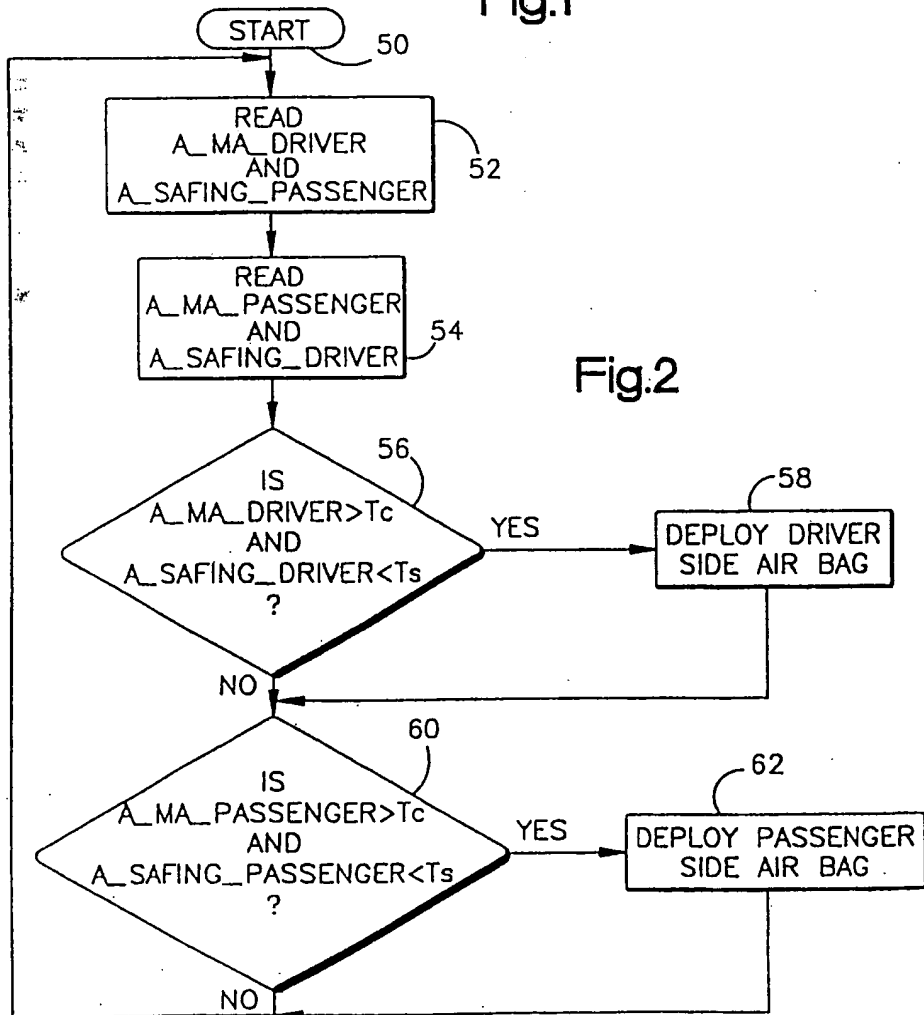 Fig.1
START
50
READ
A_MA_DRIVER
AND
A_SAFING_PASSENGER
52
READ
A_MA_PASSENGER
AND
A_SAFING_DRIVER
54
Fig.2
56
IS
A_MA_DRIVER>Tc
AND
A_SAFING_DRIVER<Ts
?
YES
58
DEPLOY DRIVER
SIDE AIR BAG
NO
60
IS
A_MA_PASSENGER>Tc
AND
A_SAFING_PASSENGER<Ts
?
YES
62
DEPLOY PASSENGER
SIDE AIR BAG
NO